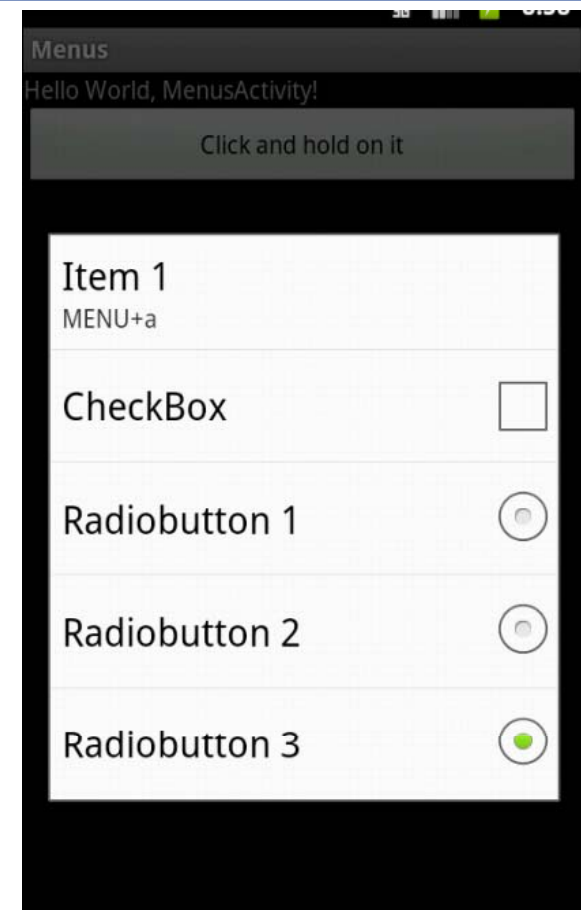 Menus
Hello World, MenusActivity!
Click and hold on it
Item 1
MENU+a
CheckBox
Radiobutton 1
Radiobutton 2
Radiobutton 3